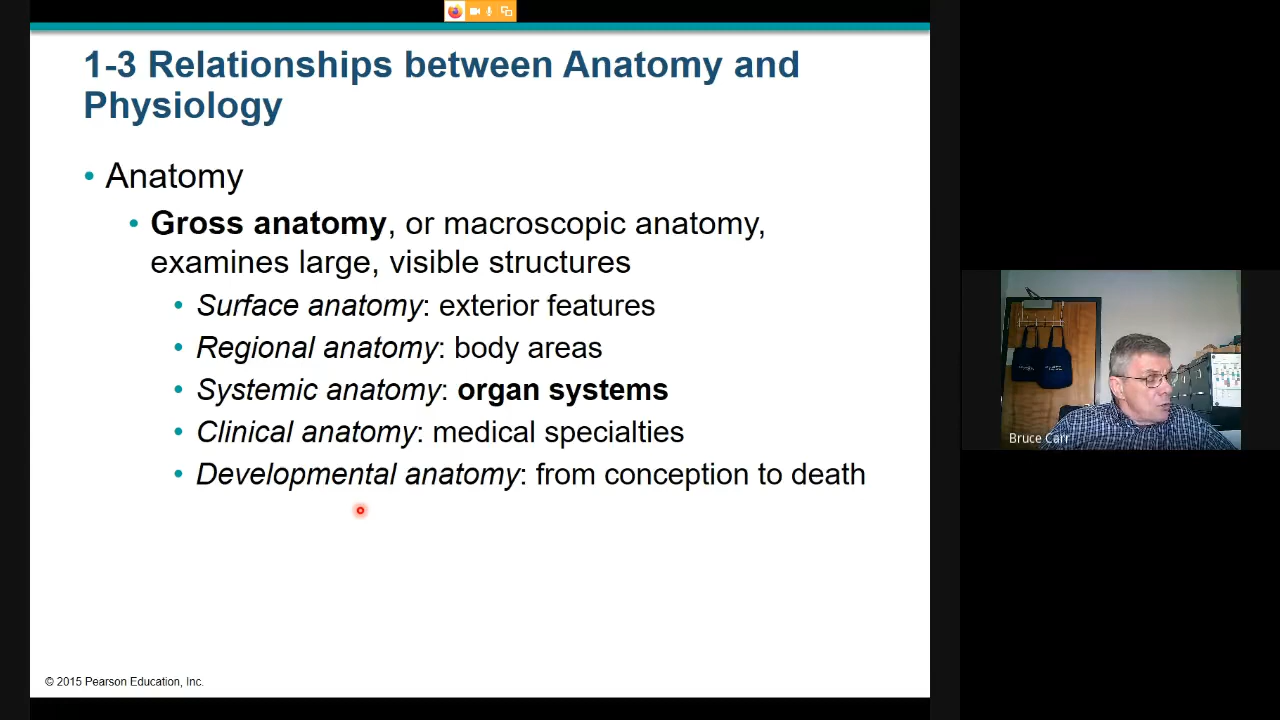 1-3 Relationships between Anatomy and
Physiology
• Anatomy
• Gross anatomy, or macroscopic anatomy,
examines large, visible structures
• Surface anatomy: exterior features
• Regional anatomy: body areas
• Systemic anatomy: organ systems
• Clinical anatomy: medical specialties
• Developmental anatomy: from conception to death
© 2015 Pearson Education, Inc.
Bruce Carr